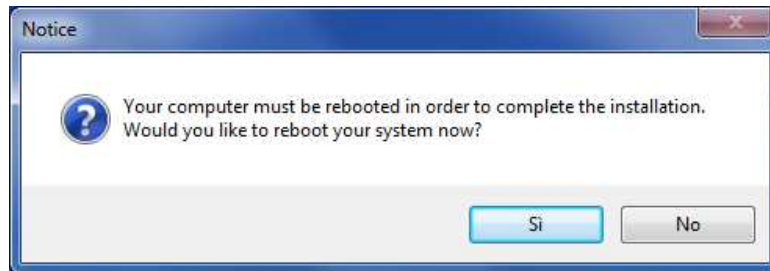 Notice
Your computer must be rebooted in order to complete the installation.
Would you like to reboot your system now?
Sì
No